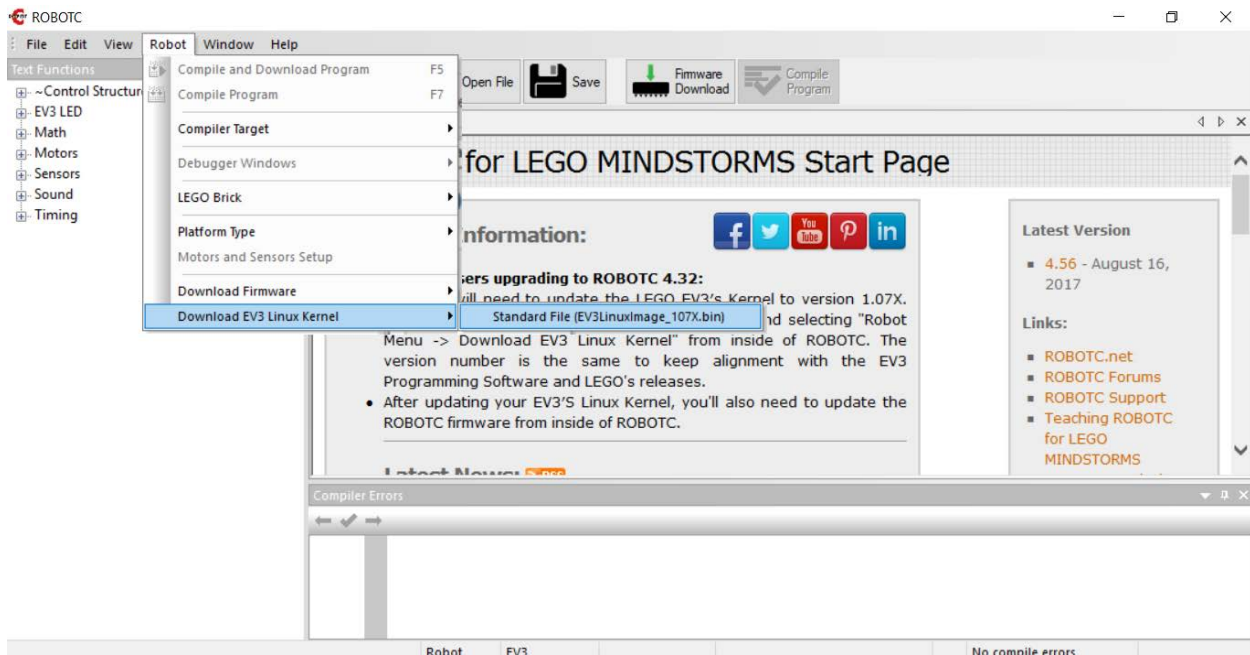 ROBOTC
File Edit View Robot Window Help
Text Functions
~Control Structur
EV3 LED
Math
Motors
Sensors
Sound
Timing
Compile and Download Program F5
Compile Program F7
Compiler Target
Debugger Windows
LEGO Brick
Platform Type
Motors and Sensors Setup
Download Firmware
Download EV3 Linux Kernel
Standard File (EV3LinuxImage_107X.bin)
Open File Save Firmware Download Compile Program
for LEGO MINDSTORMS Start Page
nformation:
You Tube
in
sers upgrading to ROBOTC 4.32:
will need to update the LEGO EV3's Kernel to version 1.07X.
nd selecting "Robot
Menu -> Download EV3 Linux Kernel" from inside of ROBOTC. The
version number is the same to keep alignment with the EV3
Programming Software and LEGO's releases.
After updating your EV3'S Linux Kernel, you'll also need to update the
ROBOTC firmware from inside of ROBOTC.
Latest News: RSS
Latest Version
4.56 - August 16,
2017
Links:
ROBOTC.net
ROBOTC Forums
ROBOTC Support
Teaching ROBOTC
for LEGO
MINDSTORMS
Compiler Errors
Robot EV3 No compile errors